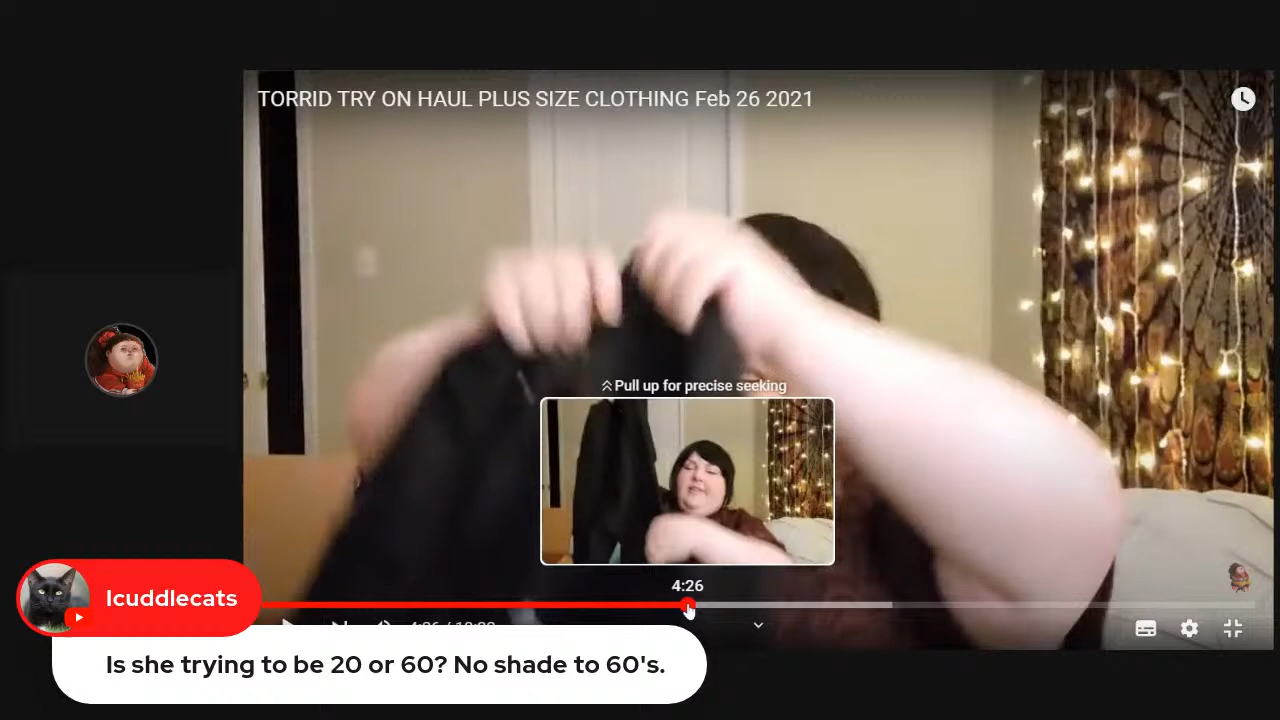 TORRID TRY ON HAUL PLUS SIZE CLOTHING Feb 26 2021
Pull up for precise seeking
4:26
Icuddlecats
Is she trying to be 20 or 60? No shade to 60's.